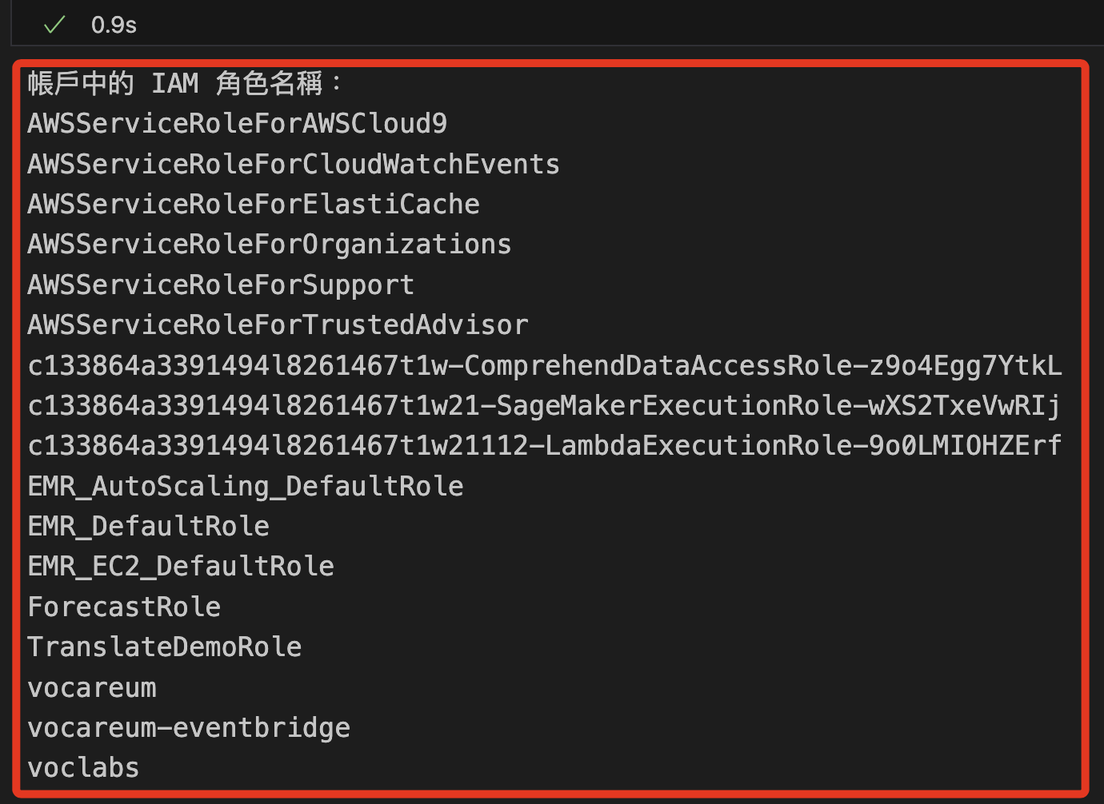 0.9s
帳戶中的 IAM 角色名稱：
AWSServiceRoleForAWSCloud9
AWSServiceRoleForCloudWatchEvents
AWSServiceRoleForElastiCache
AWSServiceRoleForOrganizations
AWSServiceRoleForSupport
AWSServiceRoleForTrustedAdvisor
c133864a3391494l8261467t1w-ComprehendDataAccessRole-z9o4Egg7YtkL
c133864a3391494l8261467t1w21-SageMakerExecutionRole-wXS2TxeVwRIj
c133864a3391494l8261467t1w21112-LambdaExecutionRole-9o0LMIOHZErf
EMR_AutoScaling_DefaultRole
EMR_DefaultRole
EMR_EC2_DefaultRole
ForecastRole
TranslateDemoRole
vocareum
vocareum-eventbridge
voclabs